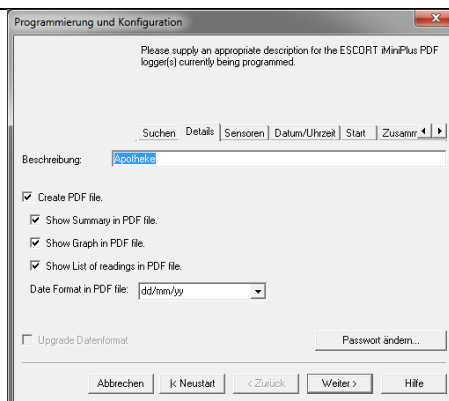 Programmierung und Konfiguration
Please supply an appropriate description for the ESCORT iMiniPlus PDF
logger(s) currently being programmed.
Suchen Details Sensoren Datum/Uhrzeit Start Zusamm
Beschreibung: Apotheke
Create PDF file.
Show Summary in PDF file.
Show Graph in PDF file.
Show List of readings in PDF file.
Date Format in PDF file: dd/mm/yy
Upgrade Datenformat Passwort ändern...
Abbrechen |< Neustart < Zurück Weiter > Hilfe